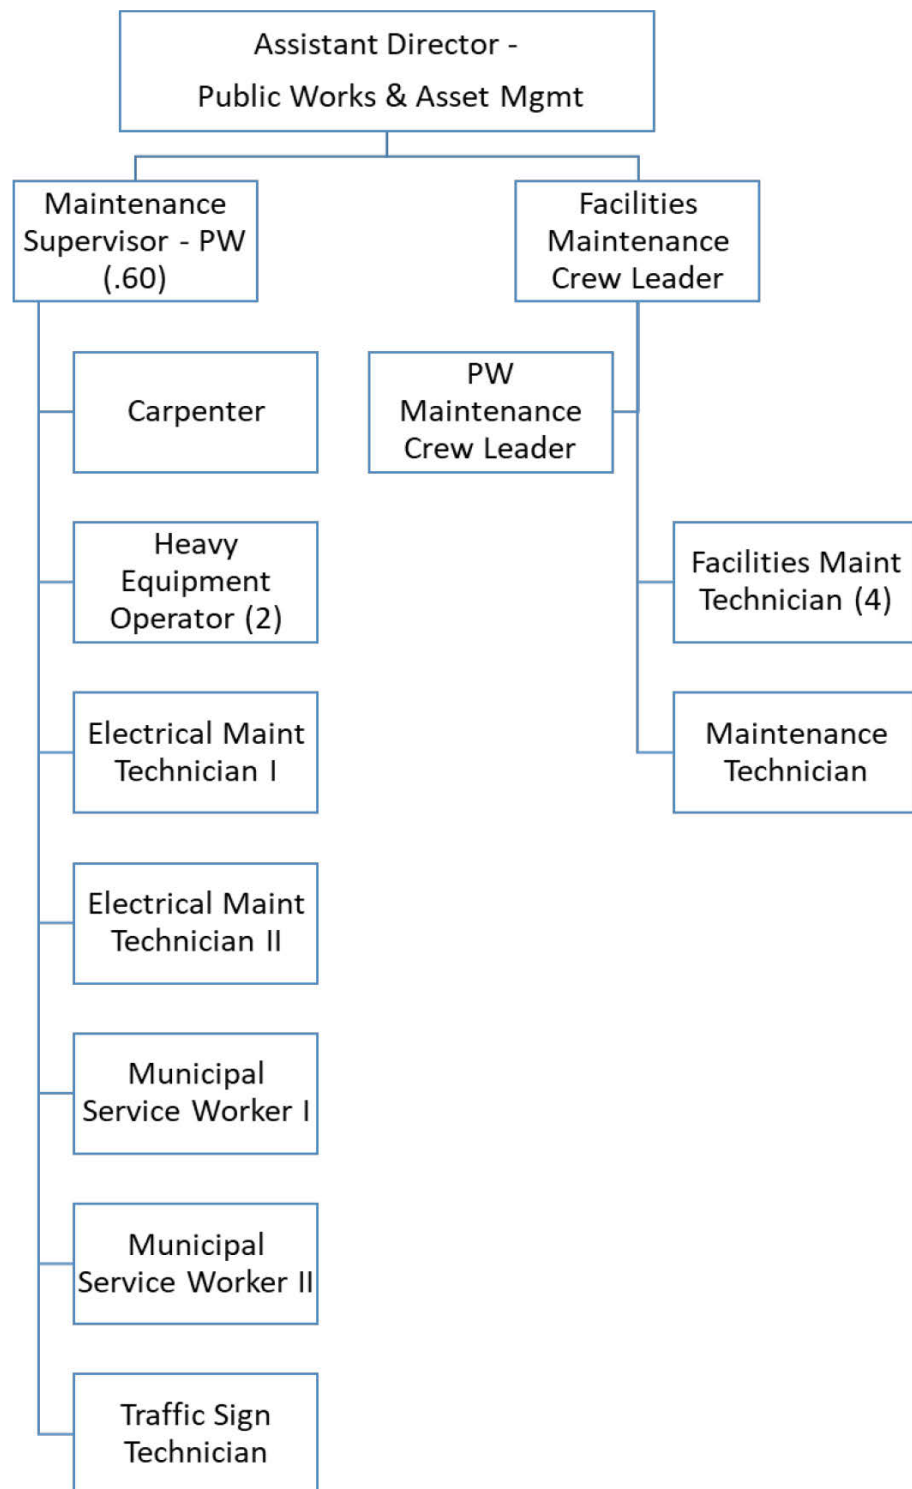 Assistant Director -
Public Works & Asset Mgmt
Maintenance
Supervisor - PW
(.60)
Facilities
Maintenance
Crew Leader
Carpenter
PW
Maintenance
Crew Leader
Heavy
Equipment
Operator (2)
Facilities Maint
Technician (4)
Electrical Maint
Technician I
Maintenance
Technician
Electrical Maint
Technician II
Municipal
Service Worker I
Municipal
Service Worker II
Traffic Sign
Technician